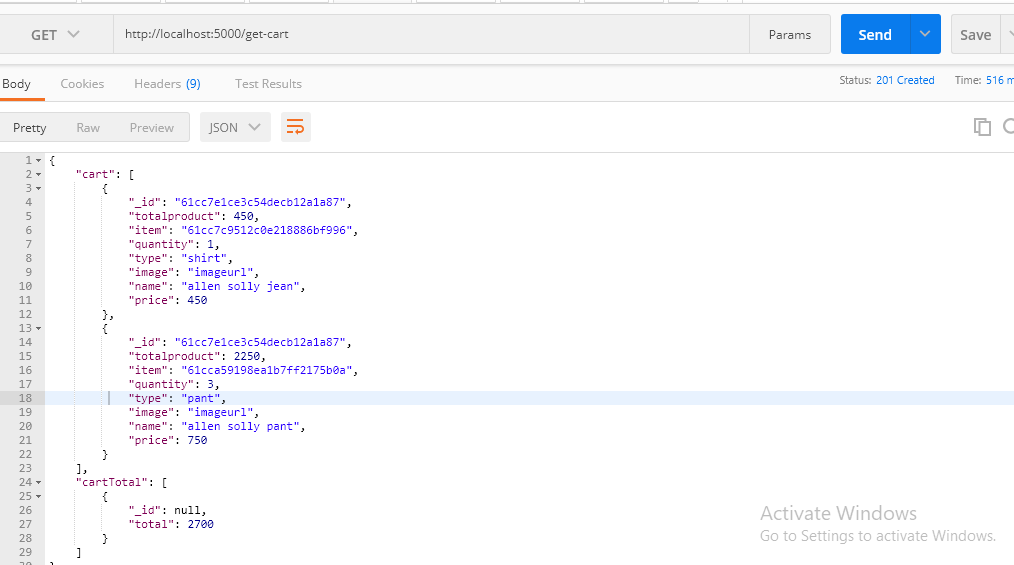 GET http://localhost:5000/get-cart Params Send Save
Body Cookies Headers (9) Test Results Status: 201 Created Time: 516 m
Pretty Raw Preview JSON
1 {
2 "cart": [
3 {
4 "_id": "61cc7e1ce3c54decb12a1a87",
5 "totalproduct": 450,
6 "item": "61cc7c9512c0e218886bf996",
7 "quantity": 1,
8 "type": "shirt",
9 "image": "imageurl",
10 "name": "allen solly jean",
11 "price": 450
12 },
13 {
14 "_id": "61cc7e1ce3c54decb12a1a87",
15 "totalproduct": 2250,
16 "item": "61cca59198ea1b7ff2175b0a",
17 "quantity": 3,
18 "type": "pant",
19 "image": "imageurl",
20 "name": "allen solly pant",
21 "price": 750
22 }
23 ],
24 "cartTotal": [
25 {
26 "_id": null,
27 "total": 2700
28 }
29 ]
Activate Windows
Go to Settings to activate Windows.